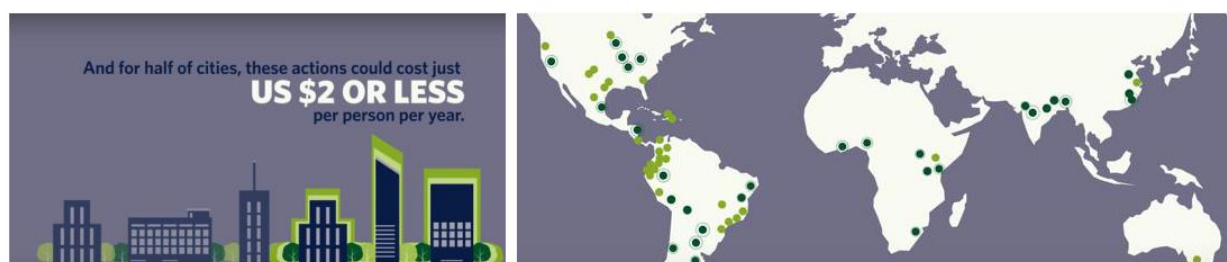 And for half of cities, these actions could cost just
US $2 OR LESS
per person per year.